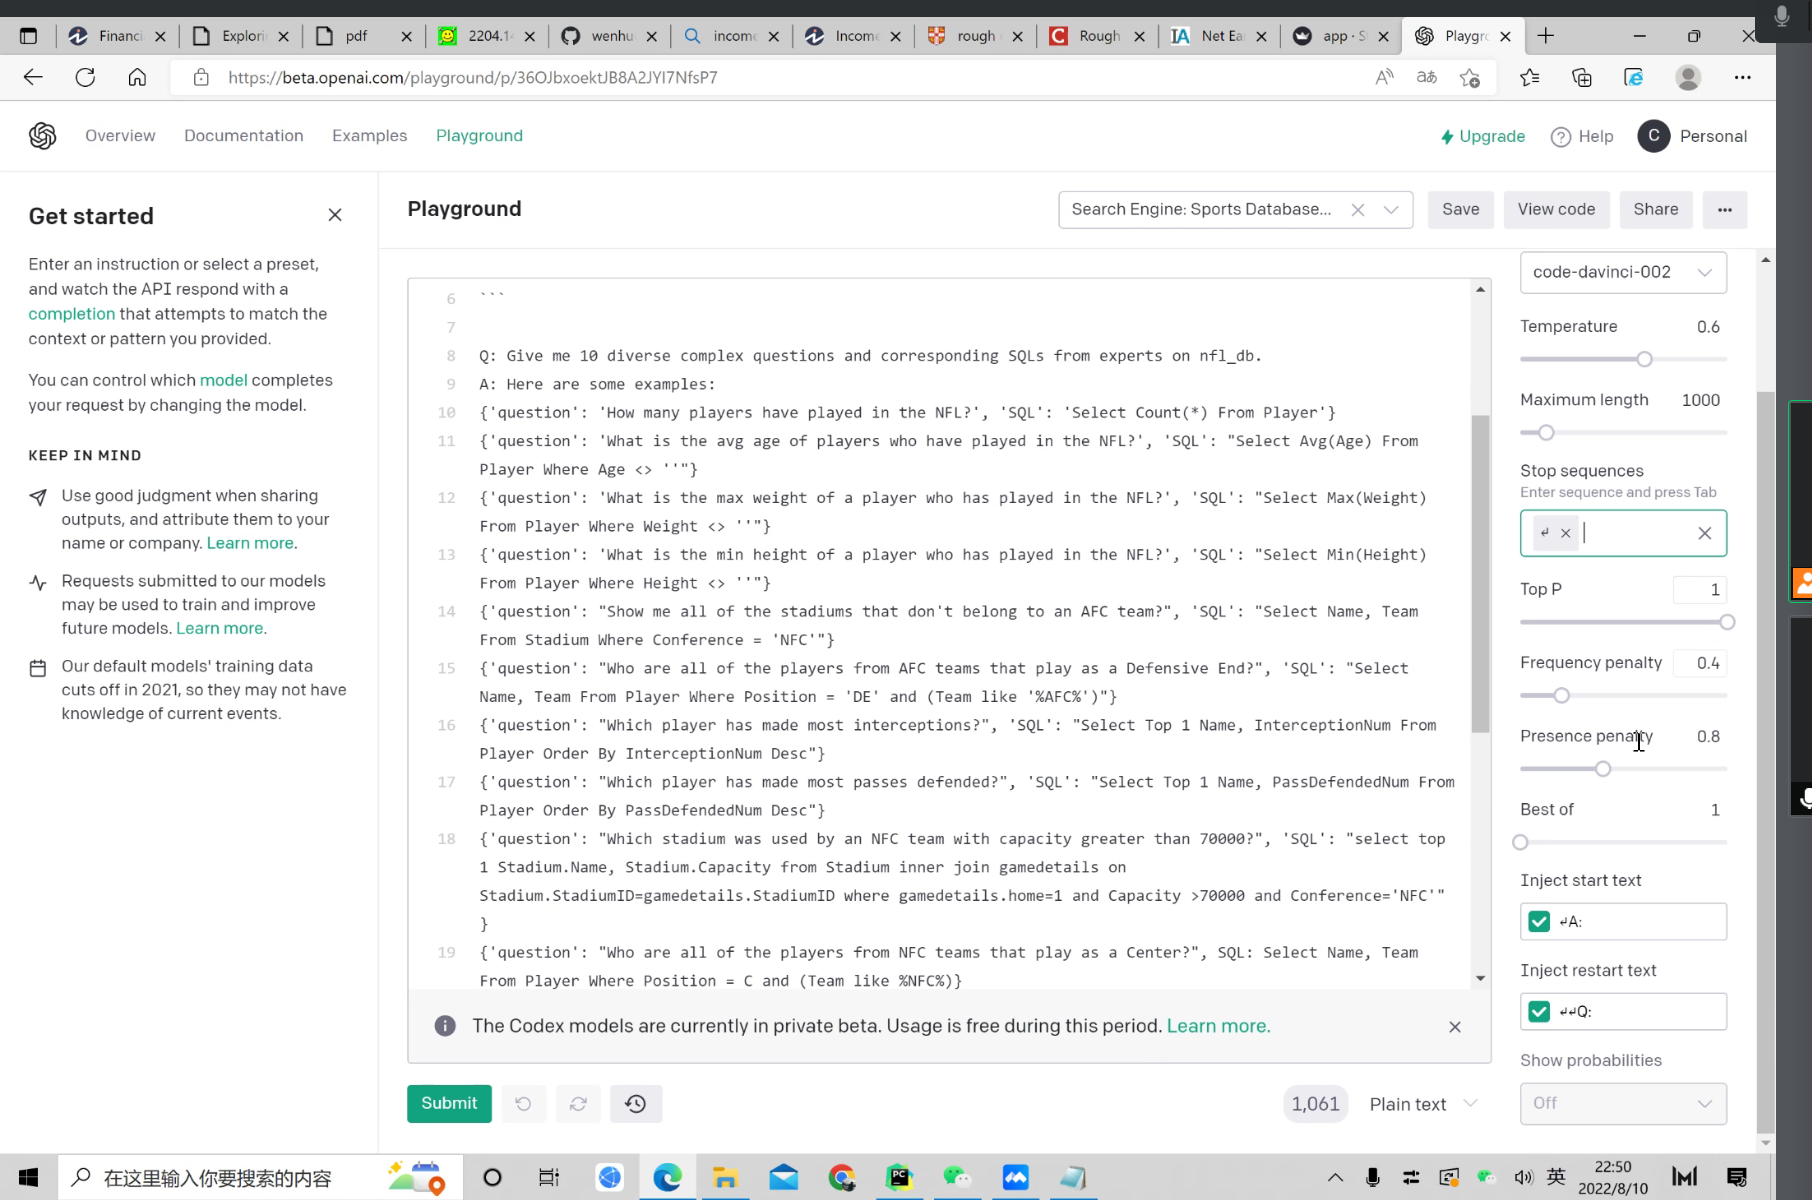 Financi
Explori
pdf
2204.1
wenhu
income
Income
rough
Rough
Net Ea
app · S
Playgr
https://beta.openai.com/playground/p/36OJbxoektJB8A2JYI7NfsP7
Overview
Documentation
Examples
Playground
Upgrade
Help
C
Personal
Get started
Enter an instruction or select a preset,
and watch the API respond with a
completion that attempts to match the
context or pattern you provided.
You can control which model completes
your request by changing the model.
KEEP IN MIND
Use good judgment when sharing
outputs, and attribute them to your
name or company. Learn more.
Requests submitted to our models
may be used to train and improve
future models. Learn more.
Our default models' training data
cuts off in 2021, so they may not have
knowledge of current events.
Playground
Search Engine: Sports Database...
Save
View code
Share
...
6 ```
7
8 Q: Give me 10 diverse complex questions and corresponding SQLs from experts on nfl_db.
9 A: Here are some examples:
10 {'question': 'How many players have played in the NFL?', 'SQL': 'Select Count(*) From Player'}
11 {'question': 'What is the avg age of players who have played in the NFL?', 'SQL': "Select Avg(Age) From
Player Where Age <> ''"}
12 {'question': 'What is the max weight of a player who has played in the NFL?', 'SQL': "Select Max(Weight)
From Player Where Weight <> ''"}
13 {'question': 'What is the min height of a player who has played in the NFL?', 'SQL': "Select Min(Height)
From Player Where Height <> ''"}
14 {'question': "Show me all of the stadiums that don't belong to an AFC team?", 'SQL': "Select Name, Team
From Stadium Where Conference = 'NFC'"}
15 {'question': "Who are all of the players from AFC teams that play as a Defensive End?", 'SQL': "Select
Name, Team From Player Where Position = 'DE' and (Team like '%AFC%')"}
16 {'question': "Which player has made most interceptions?", 'SQL': "Select Top 1 Name, InterceptionNum From
Player Order By InterceptionNum Desc"}
17 {'question': "Which player has made most passes defended?", 'SQL': "Select Top 1 Name, PassDefendedNum From
Player Order By PassDefendedNum Desc"}
18 {'question': "Which stadium was used by an NFC team with capacity greater than 70000?", 'SQL': "select top
1 Stadium.Name, Stadium.Capacity from Stadium inner join gamedetails on
Stadium.StadiumID=gamedetails.StadiumID where gamedetails.home=1 and Capacity >70000 and Conference='NFC'"
}
19 {'question': "Who are all of the players from NFC teams that play as a Center?", SQL: Select Name, Team
From Player Where Position = C and (Team like %NFC%)}
The Codex models are currently in private beta. Usage is free during this period. Learn more.
Submit
1,061
Plain text
code-davinci-002
Temperature 0.6
Maximum length 1000
Stop sequences
Enter sequence and press Tab
↵
Top P 1
Frequency penalty 0.4
Presence penalty 0.8
Best of 1
Inject start text
↵A:
Inject restart text
↵↵Q:
Show probabilities
Off
在这里输入你要搜索的内容
英
22:50
2022/8/10